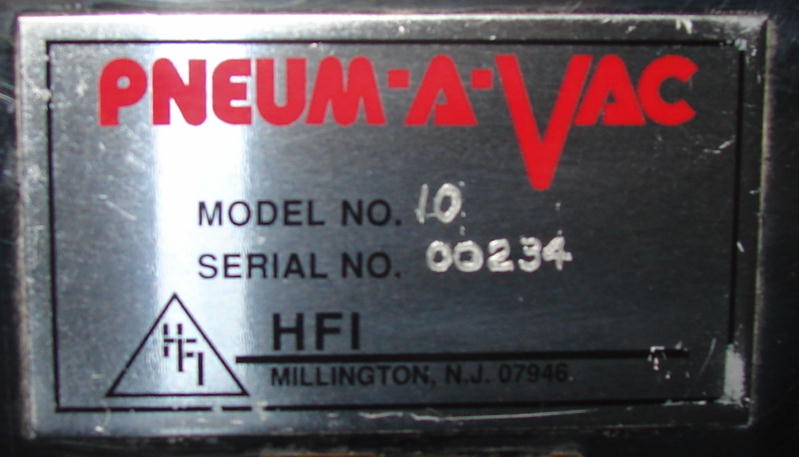 PNEUM-A-VAC
MODEL NO. 10
SERIAL NO. 00234
HFI
HFI
MILLINGTON, N.J. 07946